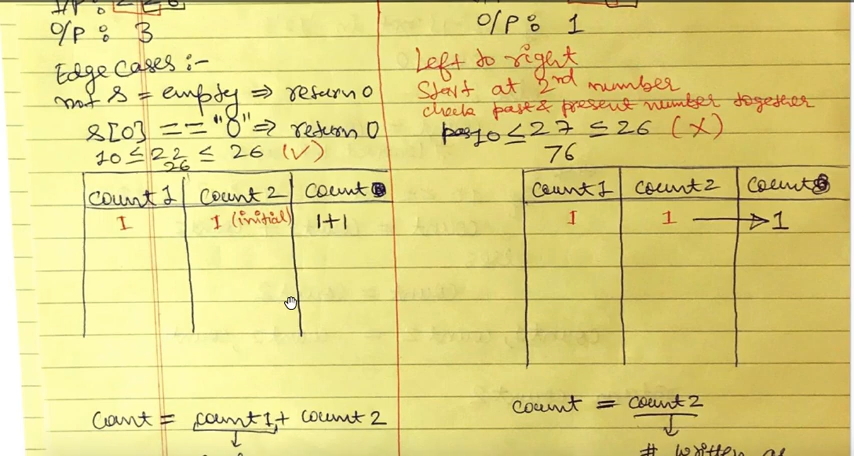 I/P : 226
O/P : 3
Edge Cases :-
not s = empty ⇒ return 0
S[0] == "0" ⇒ return 0
10 ≤ 22 ≤ 26 (√)
26
count 1 count 2 count
1 1 (initial) 1+1
count = count 1 + count 2
O/P : 1
Left to right
Start at 2nd number
check past & present number together
10 ≤ 27 ≤ 26 (X)
76
count 1 count 2 count
1 1 → 1
count = count 2
# written as